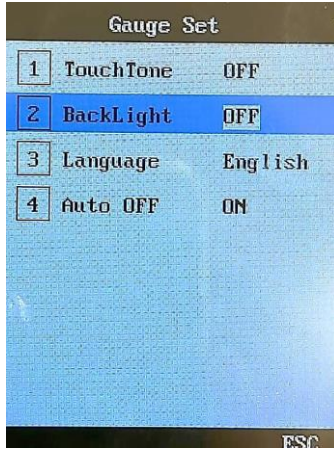 Gauge Set
1 TouchTone OFF
2 BackLight OFF
3 Language English
4 Auto OFF ON
ESC